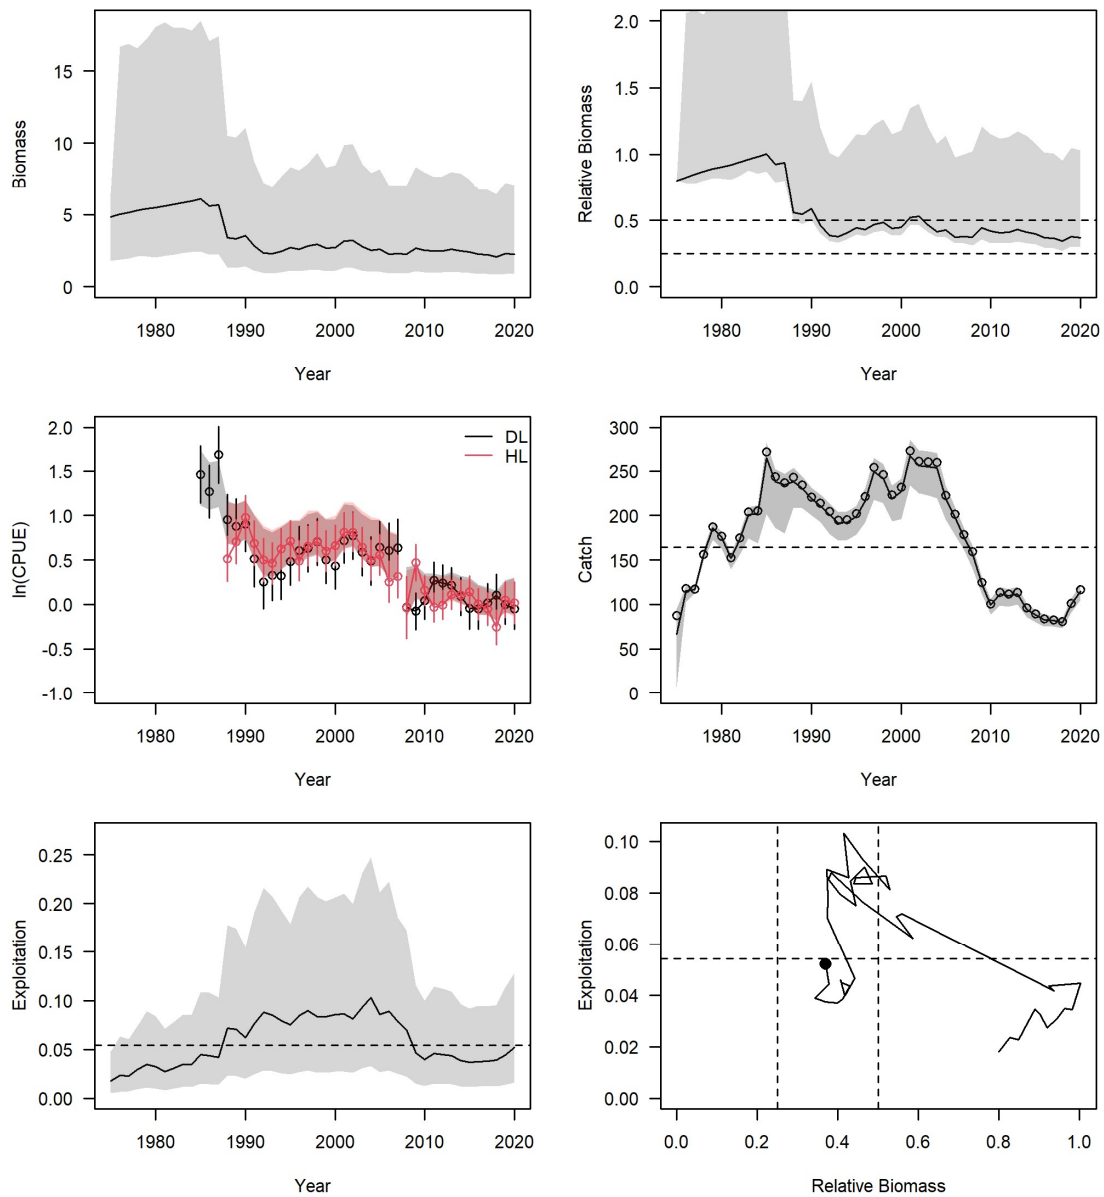 Biomass
15
10
5
0
1980 1990 2000 2010 2020
Year
Relative Biomass
2.0
1.5
1.0
0.5
0.0
1980 1990 2000 2010 2020
Year
ln(CPUE)
2.0
1.5
1.0
0.5
0.0
-0.5
-1.0
DL
HL
1980 1990 2000 2010 2020
Year
Catch
300
250
200
150
100
50
0
1980 1990 2000 2010 2020
Year
Exploitation
0.25
0.20
0.15
0.10
0.05
0.00
1980 1990 2000 2010 2020
Year
Exploitation
0.10
0.08
0.06
0.04
0.02
0.00
0.0 0.2 0.4 0.6 0.8 1.0
Relative Biomass